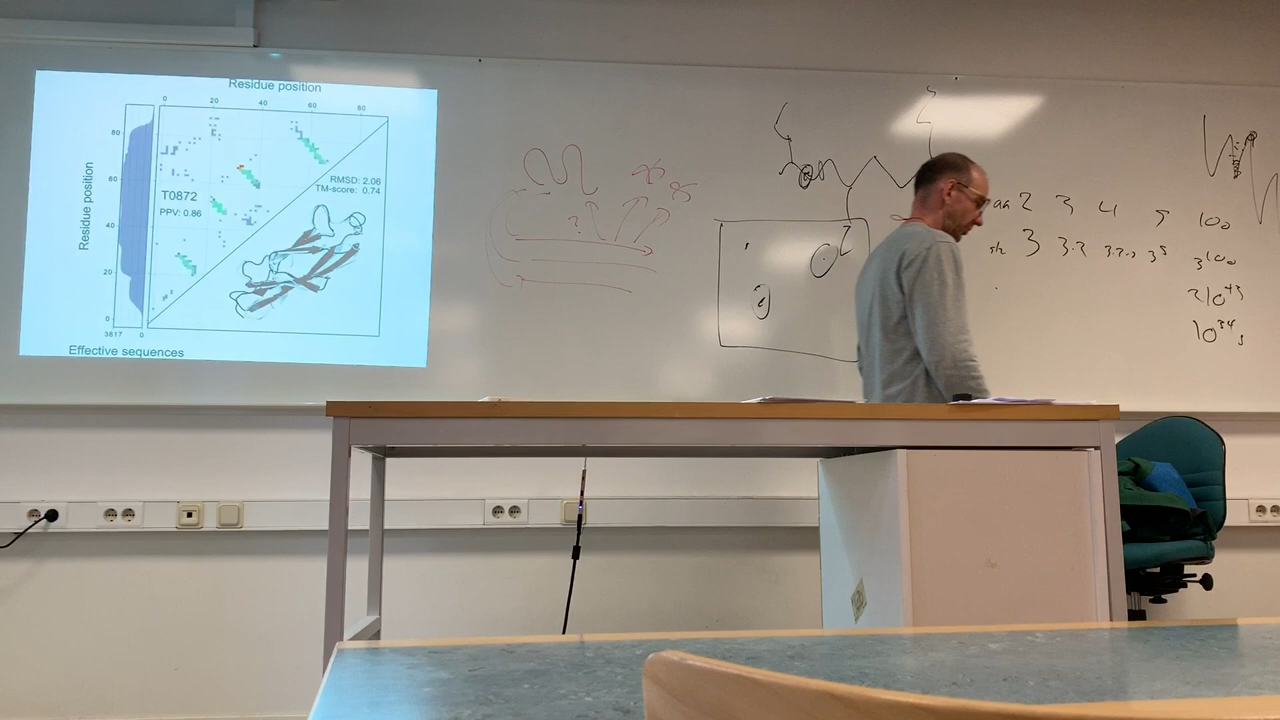 Residue position
0 20 40 60 80
80
60
40
20
0
Residue position
T0872
PPV: 0.86
RMSD: 2.06
TM-score: 0.74
3817 0
Effective sequences
?
aa 2 3 4 5 100
3 3·3 3·3·3 3^100
10^34 s